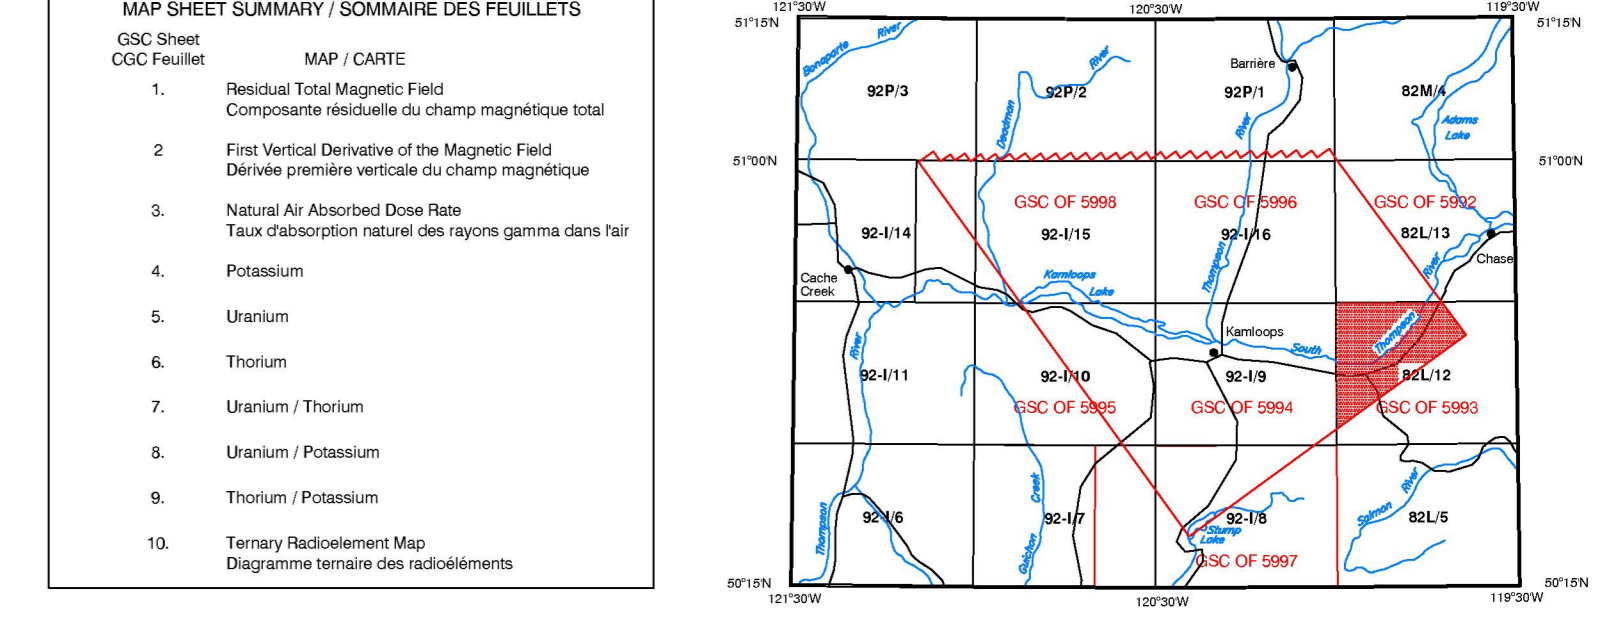 MAP SHEET SUMMARY / SOMMAIRE DES FEUILLETS
GSC Sheet
CGC Feuillet
MAP / CARTE
1. Residual Total Magnetic Field
Composante résiduelle du champ magnétique total
2 First Vertical Derivative of the Magnetic Field
Dérivée première verticale du champ magnétique
3. Natural Air Absorbed Dose Rate
Taux d'absorption naturel des rayons gamma dans l'air
4. Potassium
5. Uranium
6. Thorium
7. Uranium / Thorium
8. Uranium / Potassium
9. Thorium / Potassium
10. Ternary Radioelement Map
Diagramme ternaire des radioéléments
121°30'W
120°30'W
119°30'W
51°15'N
51°15'N
Bonaparte River
River
Barrière
92P/3
92P/2
92P/1
82M/4
Deadman
River
Adams
Lake
51°00'N
51°00'N
GSC OF 5998
GSC OF 5996
GSC OF 5992
92-I/14
92-I/15
92-I/16
82L/13
Thompson
River
Chase
Cache
Creek
Kamloops
Lake
Kamloops
South
Thompson
River
92-I/11
92-I/10
92-I/9
82L/12
GSC OF 5995
GSC OF 5994
GSC OF 5993
Thompson
92-I/6
Guichon
Creek
92-I/7
92-I/8
Stump
Lake
Salmon
River
82L/5
GSC OF 5997
50°15'N
50°15'N
121°30'W
120°30'W
119°30'W